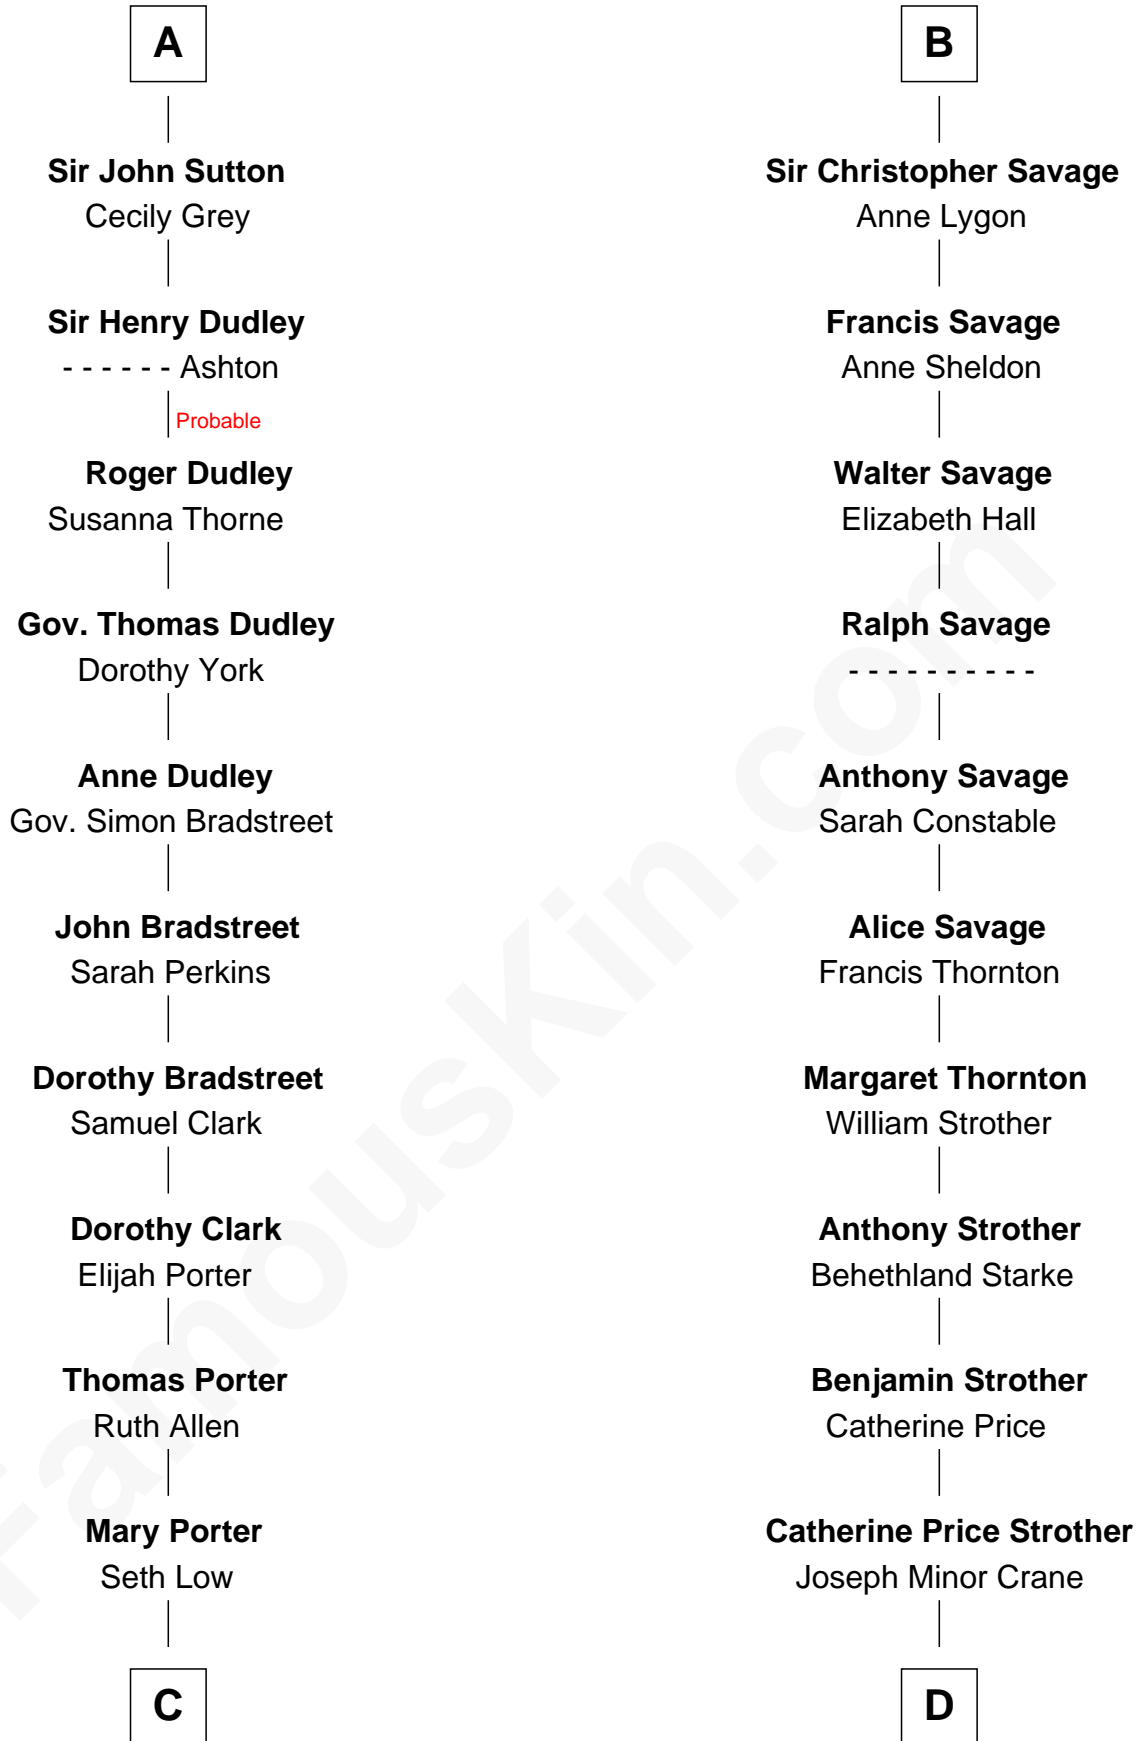 A
Sir John Sutton
Cecily Grey
Sir Henry Dudley
- - - - - - Ashton
Probable
Roger Dudley
Susanna Thorne
Gov. Thomas Dudley
Dorothy York
Anne Dudley
Gov. Simon Bradstreet
John Bradstreet
Sarah Perkins
Dorothy Bradstreet
Samuel Clark
Dorothy Clark
Elijah Porter
Thomas Porter
Ruth Allen
Mary Porter
Seth Low
C
B
Sir Christopher Savage
Anne Lygon
Francis Savage
Anne Sheldon
Walter Savage
Elizabeth Hall
Ralph Savage
- - - - - - - - - -
Anthony Savage
Sarah Constable
Alice Savage
Francis Thornton
Margaret Thornton
William Strother
Anthony Strother
Behethland Starke
Benjamin Strother
Catherine Price
Catherine Price Strother
Joseph Minor Crane
D
FamousKin.com